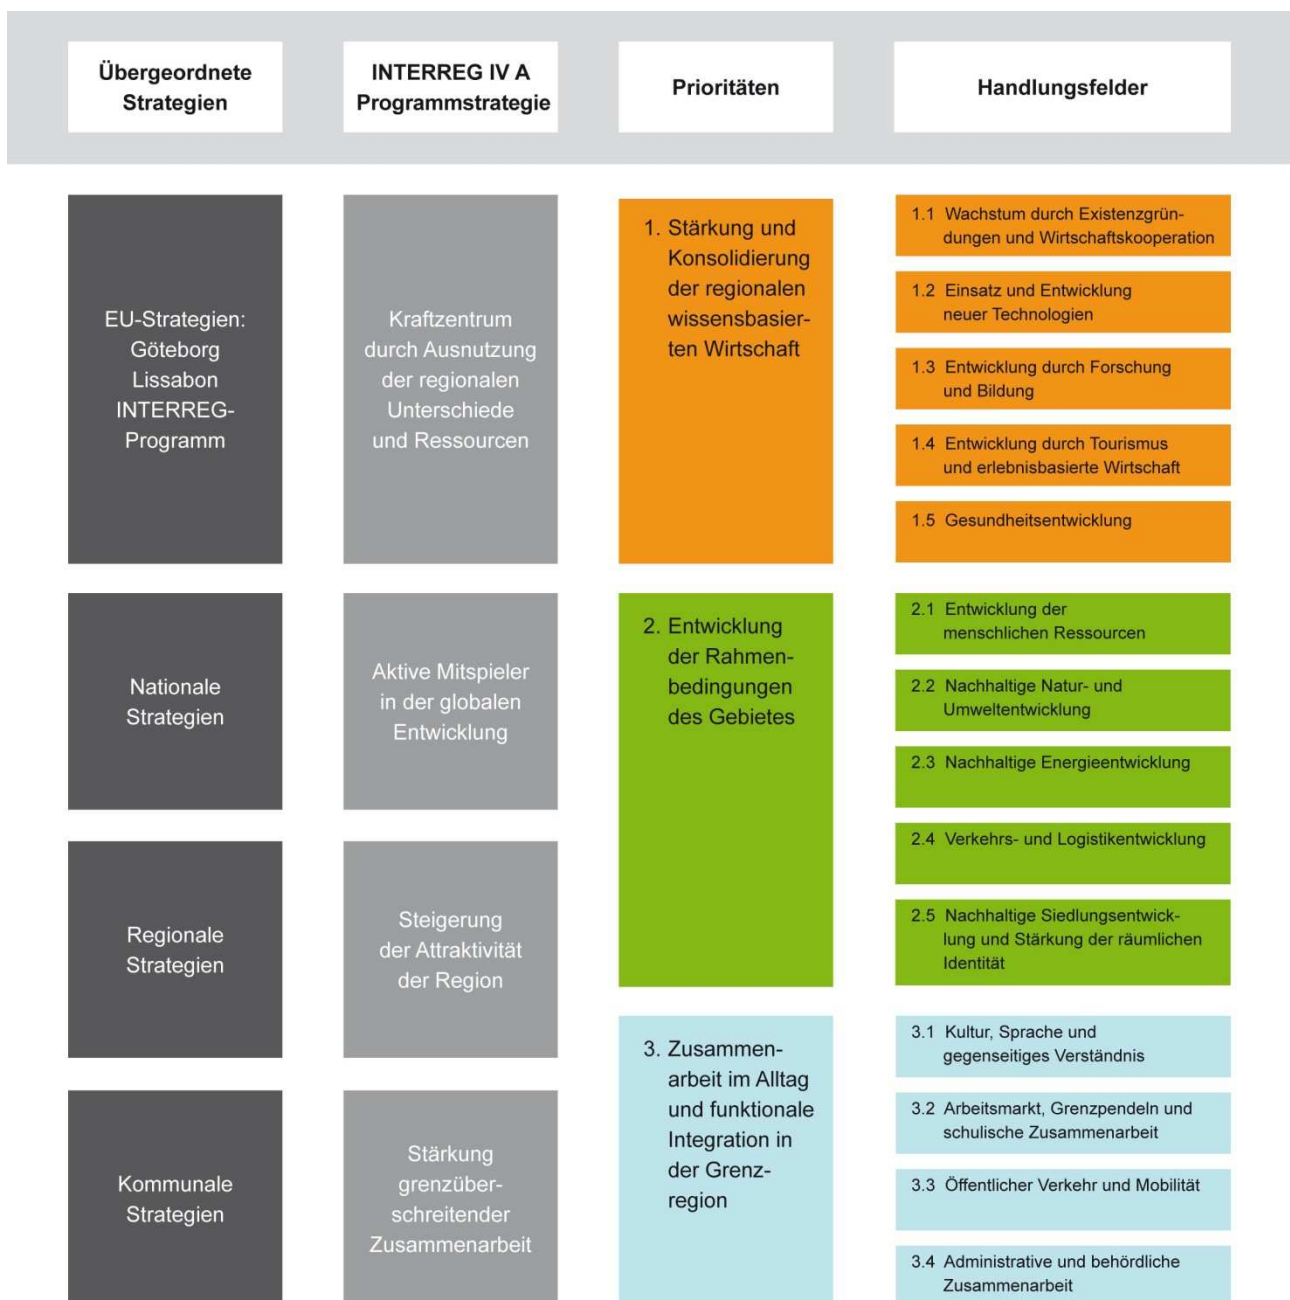 Übergeordnete
Strategien
INTERREG IV A
Programmstrategie
Prioritäten
Handlungsfelder
EU-Strategien:
Göteborg
Lissabon
INTERREG-
Programm
Nationale
Strategien
Regionale
Strategien
Kommunale
Strategien
Kraftzentrum
durch Ausnutzung
der regionalen
Unterschiede
und Ressourcen
Aktive Mitspieler
in der globalen
Entwicklung
Steigerung
der Attraktivität
der Region
Stärkung
grenzüber-
schreitender
Zusammenarbeit
1. Stärkung und
Konsolidierung
der regionalen
wissensbasier-
ten Wirtschaft
2. Entwicklung
der Rahmen-
bedingungen
des Gebietes
3. Zusammen-
arbeit im Alltag
und funktionale
Integration in
der Grenz-
region
1.1 Wachstum durch Existenzgrün-
dungen und Wirtschaftskooperation
1.2 Einsatz und Entwicklung
neuer Technologien
1.3 Entwicklung durch Forschung
und Bildung
1.4 Entwicklung durch Tourismus
und erlebnisbasierte Wirtschaft
1.5 Gesundheitsentwicklung
2.1 Entwicklung der
menschlichen Ressourcen
2.2 Nachhaltige Natur- und
Umweltentwicklung
2.3 Nachhaltige Energieentwicklung
2.4 Verkehrs- und Logistikentwicklung
2.5 Nachhaltige Siedlungsentwick-
lung und Stärkung der räumlichen
Identität
3.1 Kultur, Sprache und
gegenseitiges Verständnis
3.2 Arbeitsmarkt, Grenzpendeln und
schulische Zusammenarbeit
3.3 Öffentlicher Verkehr und Mobilität
3.4 Administrative und behördliche
Zusammenarbeit